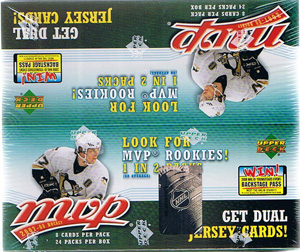 GET DUAL
JERSEY CARDS!
8 CARDS PER PACK
24 PACKS PER BOX
mvp
WIN!
BACKSTAGE PASS
UPPER DECK
LOOK FOR
MVP ROOKIES!
1 IN 2 PACKS
UPPER DECK
LOOK FOR
MVP ROOKIES!
1 IN 2 PACKS
WIN!
BACKSTAGE PASS
mvp
8 CARDS PER PACK
24 PACKS PER BOX
GET DUAL
JERSEY CARDS!